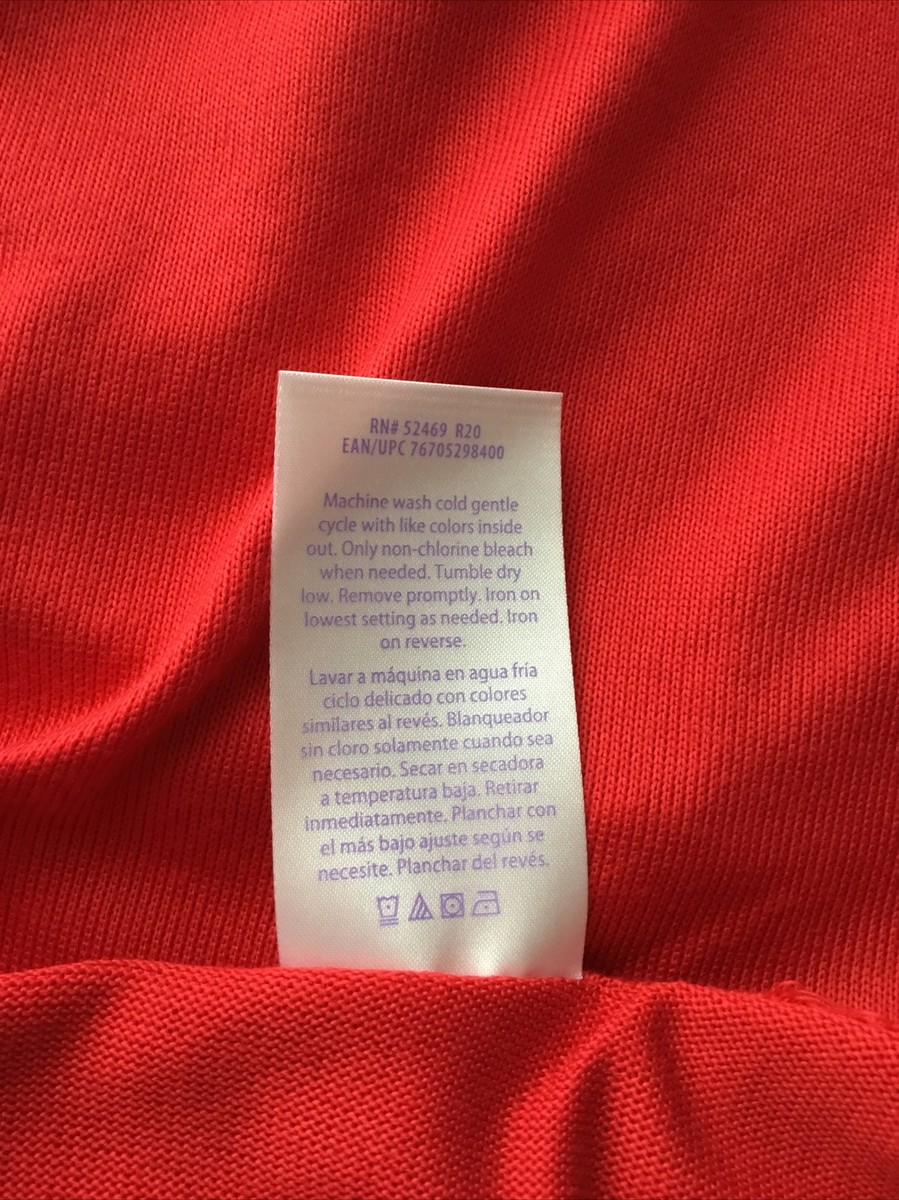 RN# 52469 R20
EAN/UPC 76705298400
Machine wash cold gentle
cycle with like colors inside
out. Only non-chlorine bleach
when needed. Tumble dry
low. Remove promptly. Iron on
lowest setting as needed. Iron
on reverse.
Lavar a máquina en agua fría
ciclo delicado con colores
similares al revés. Blanqueador
sin cloro solamente cuando sea
necesario. Secar en secadora
a temperatura baja. Retirar
inmediatamente. Planchar con
el más bajo ajuste según se
necesite. Planchar del revés.